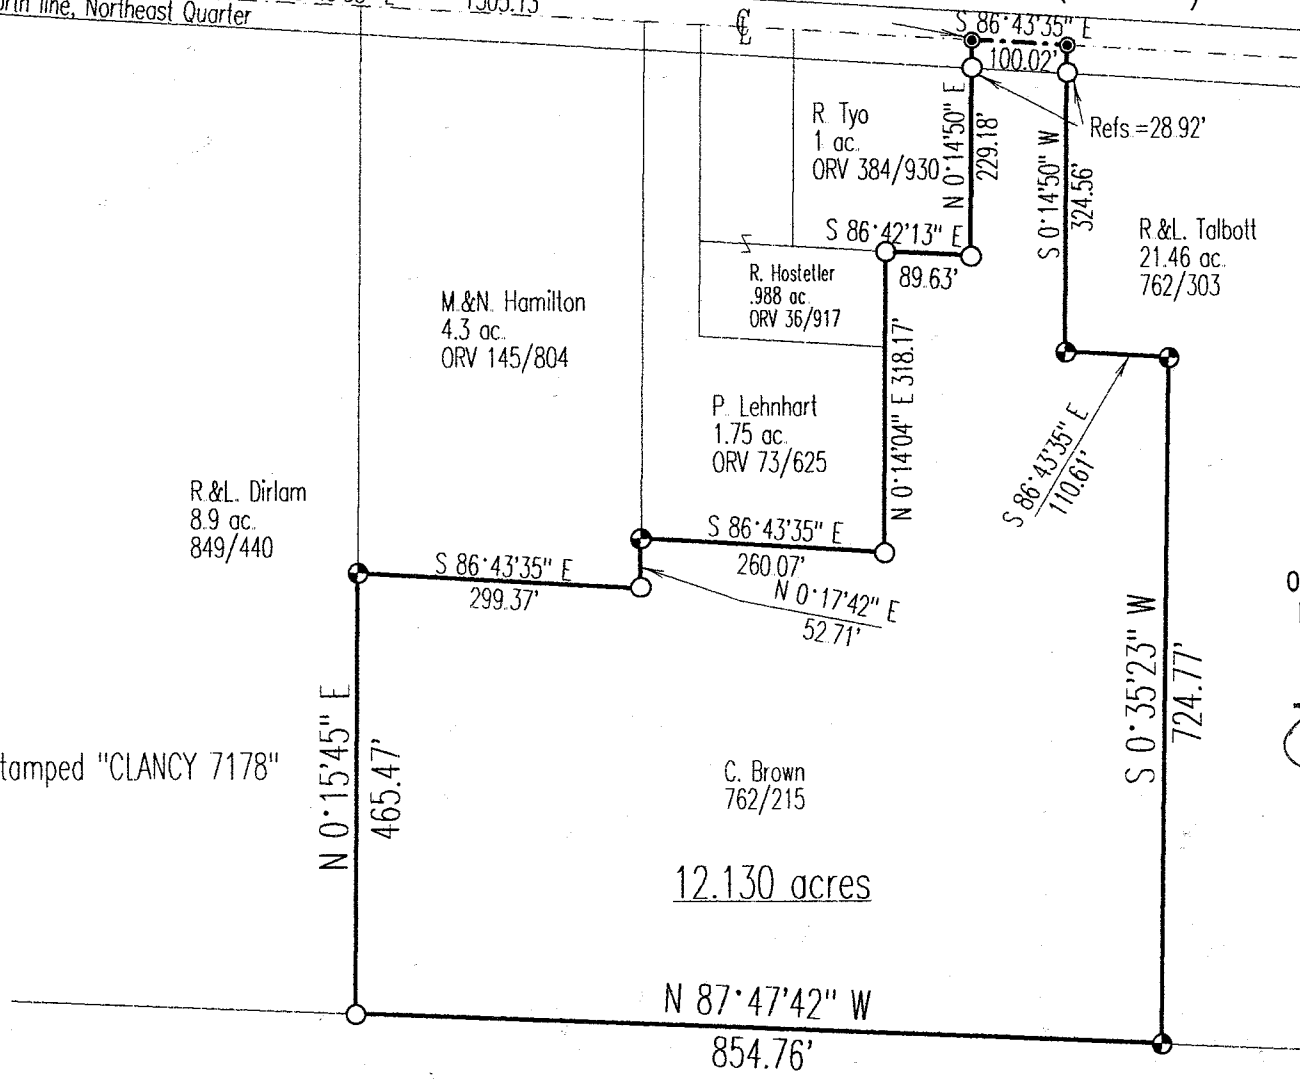 North line, Northeast Quarter
1305.13'
℄
S 86°43'35" E
100.02'
R. Tyo
1 ac.
ORV 384/930
N 0°14'50" E
229.18'
Refs.=28.92'
S 0°14'50" W
324.56'
R.&L. Talbott
21.46 ac.
762/303
S 86°42'13" E
89.63'
R. Hostetler
.988 ac.
ORV 36/917
M.&N. Hamilton
4.3 ac.
ORV 145/804
N 0°14'04" E 318.17'
P. Lehnhart
1.75 ac.
ORV 73/625
S 86°43'35" E
110.61'
R.&L. Dirlam
8.9 ac.
849/440
S 86°43'35" E
260.07'
S 86°43'35" E
299.37'
N 0°17'42" E
52.71'
S 0°35'23" W
724.77'
N 0°15'45" E
465.47'
tamped "CLANCY 7178"
C. Brown
762/215
12.130 acres
N 87°47'42" W
854.76'